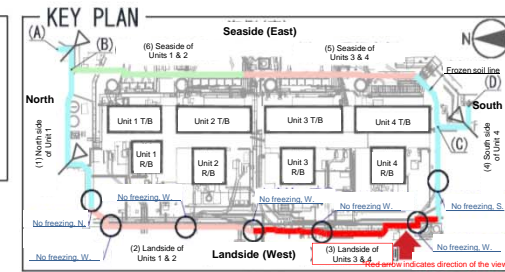 KEY PLAN
Seaside (East)
N
(A)
(B)
(6) Seaside of
Units 1 & 2
(5) Seaside of
Units 3 & 4
Frozen soil line
(D)
North
South
(1) North side
of Unit 1
Unit 1 T/B
Unit 2 T/B
Unit 3 T/B
Unit 4 T/B
(C)
(4) South side
of Unit 4
Unit 1
R/B
Unit 2
R/B
Unit 3
R/B
Unit 4
R/B
No freezing, W.
No freezing, W.
No freezing, W.
No freezing, S.
No freezing, N.
(2) Landside of
Units 1 & 2
Landside (West)
(3) Landside of
Units 3 & 4
No freezing, W.
No freezing, W.
Red arrow indicates direction of the view